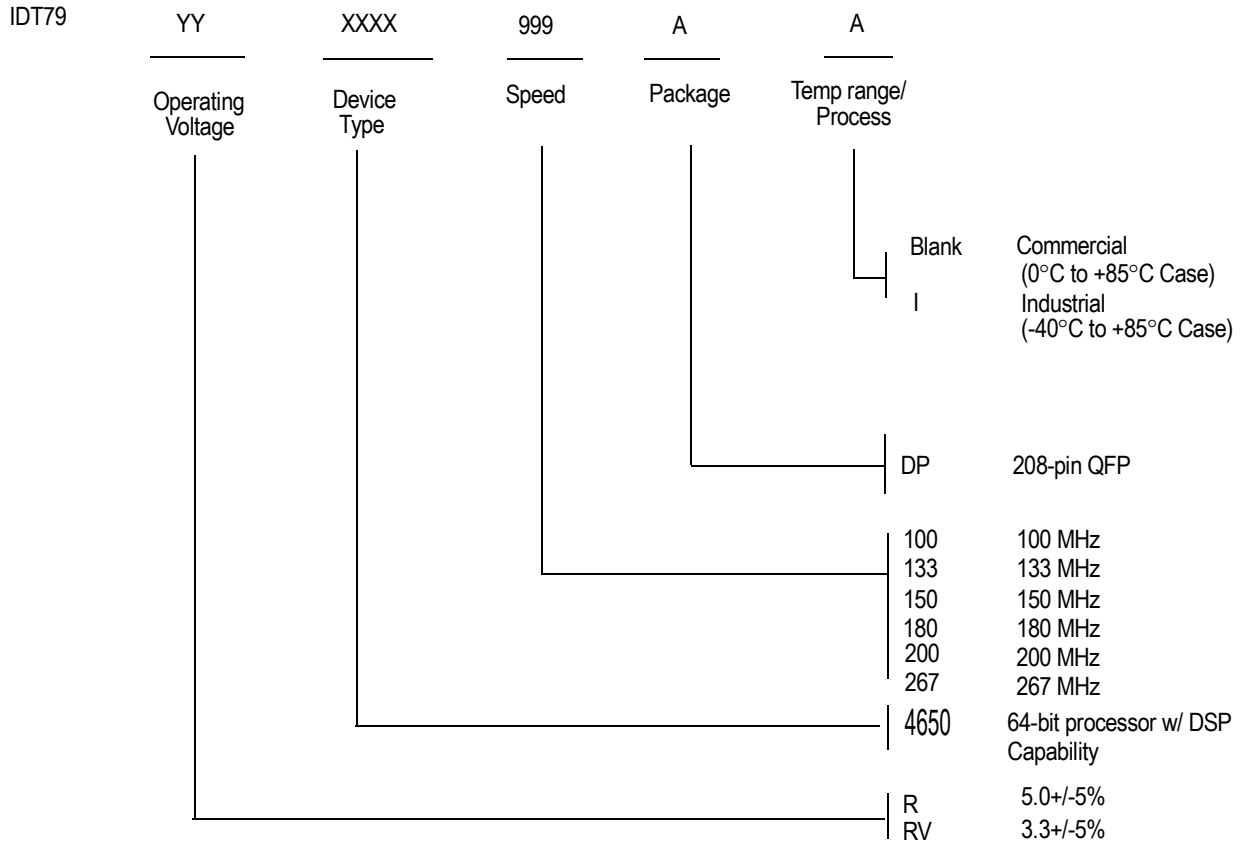 IDT79 YY XXXX 999 A A
Operating Voltage
Device Type
Speed
Package
Temp range/ Process
Blank Commercial
(0°C to +85°C Case)
I Industrial
(-40°C to +85°C Case)
DP 208-pin QFP
100 100 MHz
133 133 MHz
150 150 MHz
180 180 MHz
200 200 MHz
267 267 MHz
4650 64-bit processor w/ DSP
Capability
R 5.0+/-5%
RV 3.3+/-5%